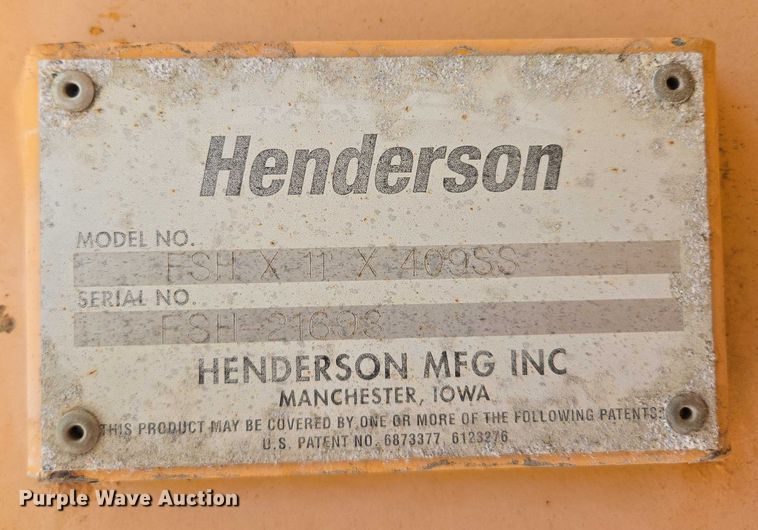 Henderson
MODEL NO.
FSH X 11' X 409SS
SERIAL NO.
FSH-21698
HENDERSON MFG INC
MANCHESTER, IOWA
THIS PRODUCT MAY BE COVERED BY ONE OR MORE OF THE FOLLOWING PATENTS:
U.S. PATENT NO. 6873377 6123276
Purple Wave Auction